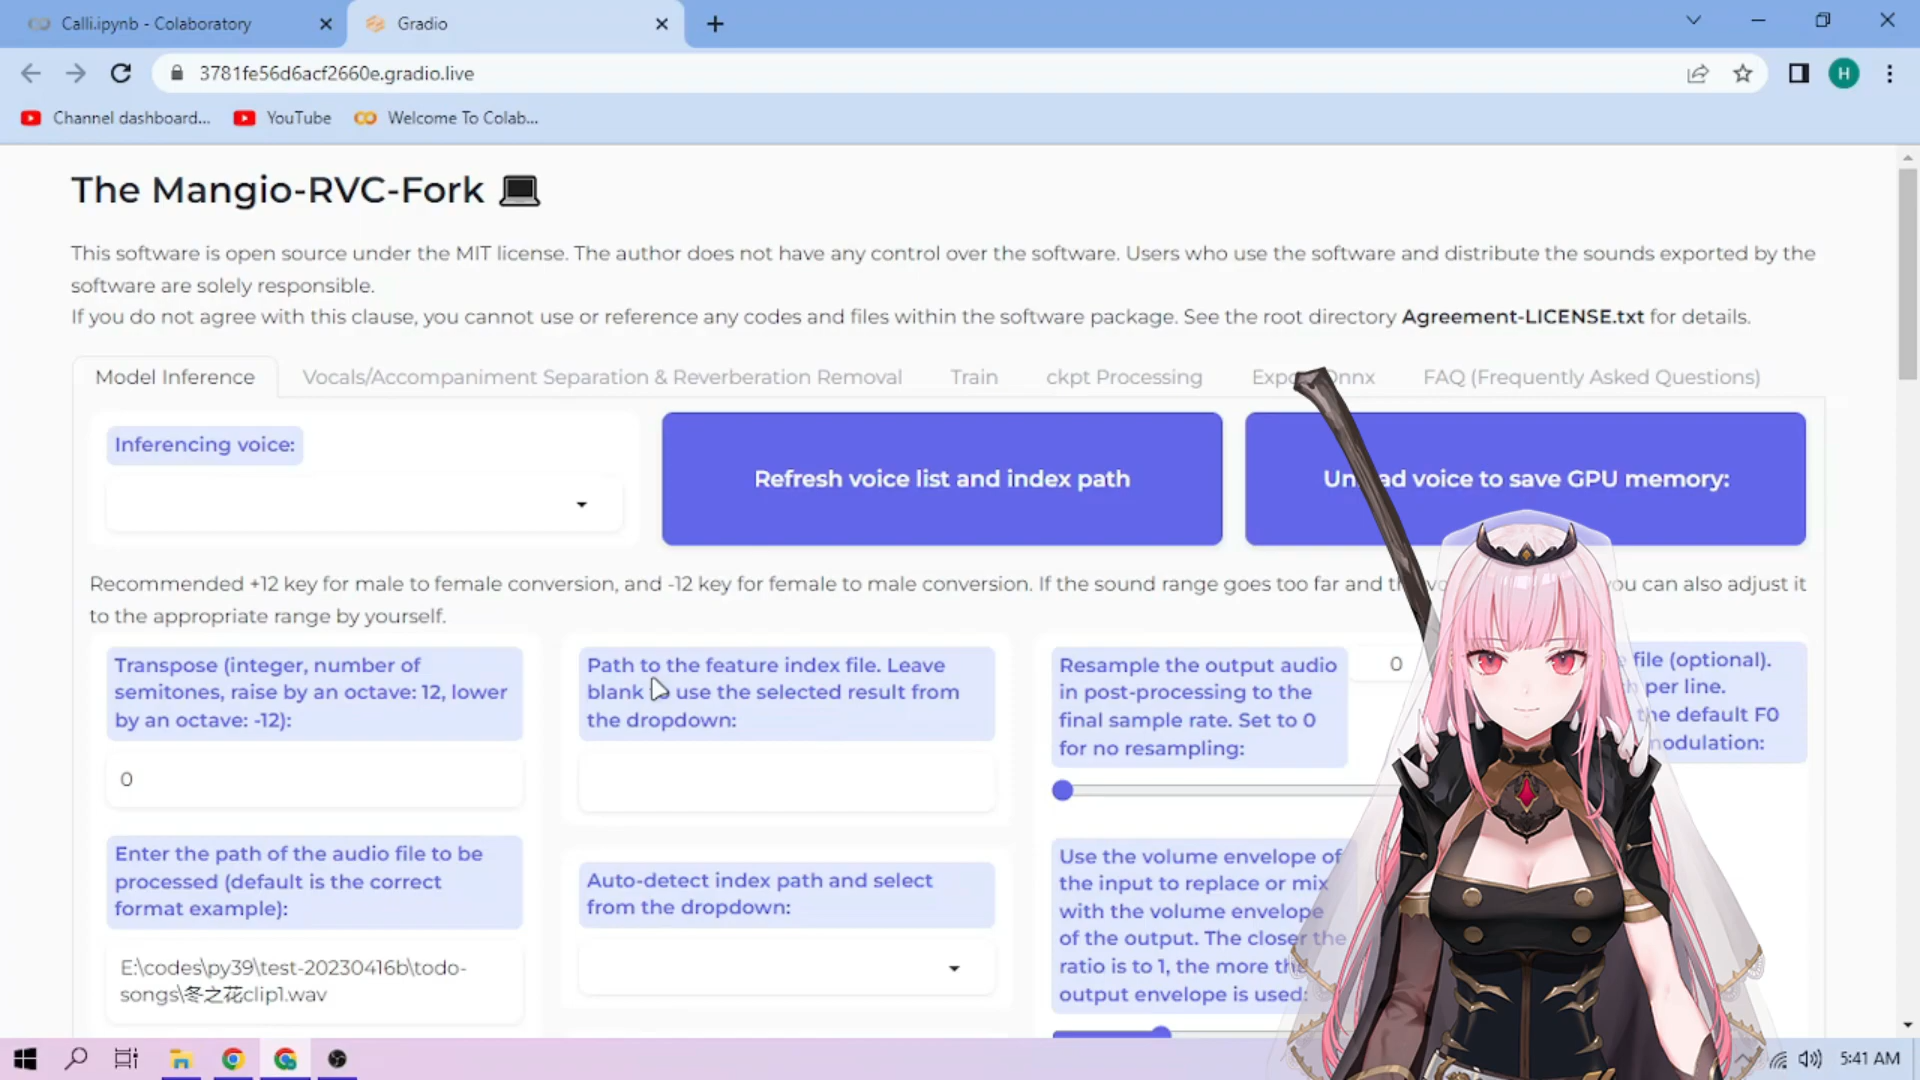 Calli.ipynb - Colaboratory
Gradio
3781fe56d6acf2660e.gradio.live
H
Channel dashboard...
YouTube
Welcome To Colab...
The Mangio-RVC-Fork
This software is open source under the MIT license. The author does not have any control over the software. Users who use the software and distribute the sounds exported by the
software are solely responsible.
If you do not agree with this clause, you cannot use or reference any codes and files within the software package. See the root directory Agreement-LICENSE.txt for details.
Model Inference
Vocals/Accompaniment Separation & Reverberation Removal
Train
ckpt Processing
Onnx
FAQ (Frequently Asked Questions)
Inferencing voice:
Refresh voice list and index path
voice to save GPU memory:
Recommended +12 key for male to female conversion, and -12 key for female to male conversion. If the sound range goes too far and you can also adjust it
to the appropriate range by yourself.
Transpose (integer, number of
semitones, raise by an octave: 12, lower
by an octave: -12):
0
Enter the path of the audio file to be
processed (default is the correct
format example):
E:\codes\py39\test-20230416b\todo-
songs\冬之花clip1.wav
Path to the feature index file. Leave
blank use the selected result from
the dropdown:
Auto-detect index path and select
from the dropdown:
Resample the output audio
in post-processing to the
final sample rate. Set to 0
for no resampling:
0
Use the volume envelope of
the input to replace or mix
with the volume envelope
of the output. The closer the
ratio is to 1, the more the
output envelope is used:
file (optional).
per line.
the default F0
modulation:
5:41 AM